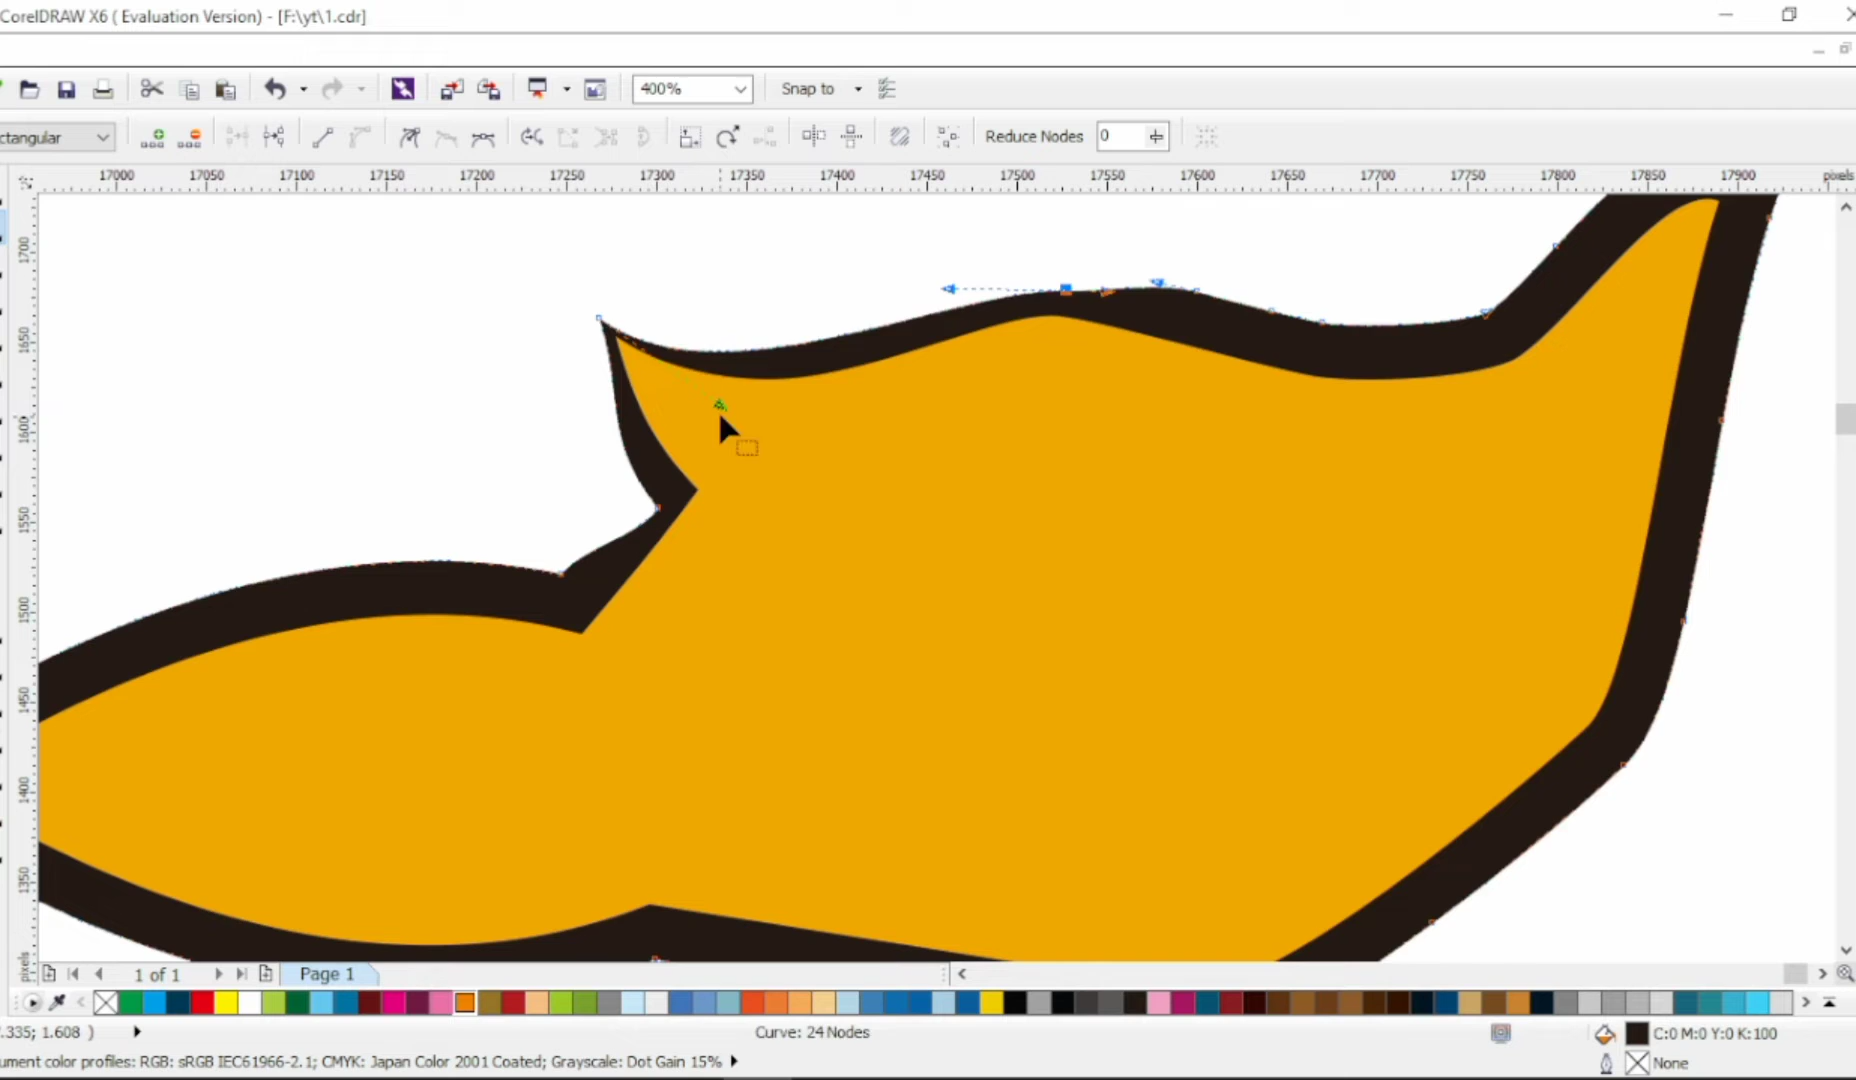 CorelDRAW X6 ( Evaluation Version) - [F:\yt\1.cdr]
400%
Snap to
ctangular
Reduce Nodes 0
17000 17050 17100 17150 17200 17250 17300 17350 17400 17450 17500 17550 17600 17650 17700 17750 17800 17850 17900 pixels
1700
1650
1600
1550
1500
1450
1400
1350
pixels
1 of 1
Page 1
.335; 1.608 )
Curve: 24 Nodes
C:0 M:0 Y:0 K:100
ument color profiles: RGB: sRGB IEC61966-2.1; CMYK: Japan Color 2001 Coated; Grayscale: Dot Gain 15%
None